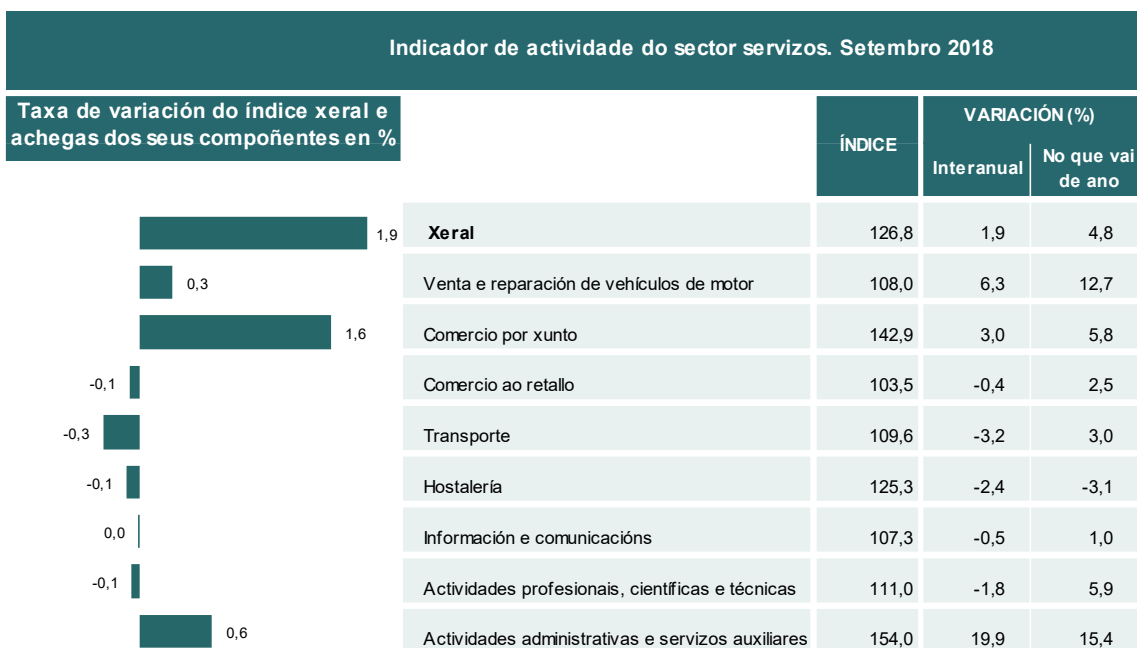 Indicador de actividade do sector servizos. Setembro 2018
Taxa de variación do índice xeral e
achegas dos seus compoñentes en %
ÍNDICE
VARIACIÓN (%)
Interanual
No que vai
de ano
1,9 Xeral 126,8 1,9 4,8
0,3 Venta e reparación de vehículos de motor 108,0 6,3 12,7
1,6 Comercio por xunto 142,9 3,0 5,8
-0,1 Comercio ao retallo 103,5 -0,4 2,5
-0,3 Transporte 109,6 -3,2 3,0
-0,1 Hostalería 125,3 -2,4 -3,1
0,0 Información e comunicacións 107,3 -0,5 1,0
-0,1 Actividades profesionais, científicas e técnicas 111,0 -1,8 5,9
0,6 Actividades administrativas e servizos auxiliares 154,0 19,9 15,4